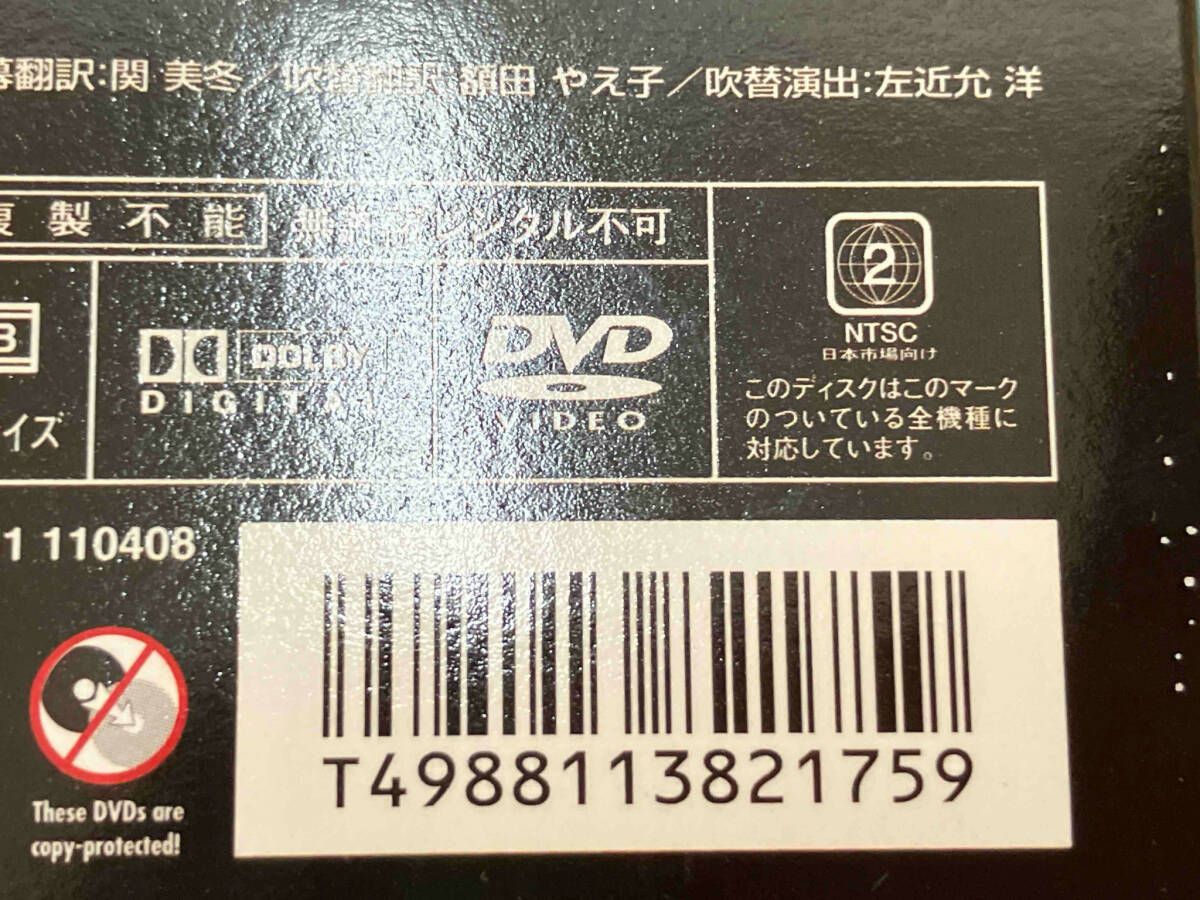 翻訳:関 美冬／吹替翻訳:額田 やえ子／吹替演出:左近允 洋
複製不能 無許諾レンタル不可
2
NTSC
日本市場向け
このディスクはこのマーク
のついている全機種に
対応しています。
DOLBY
DIGITAL
DVD
VIDEO
イズ
1 110408
T4988113821759
These DVDs are
copy-protected!